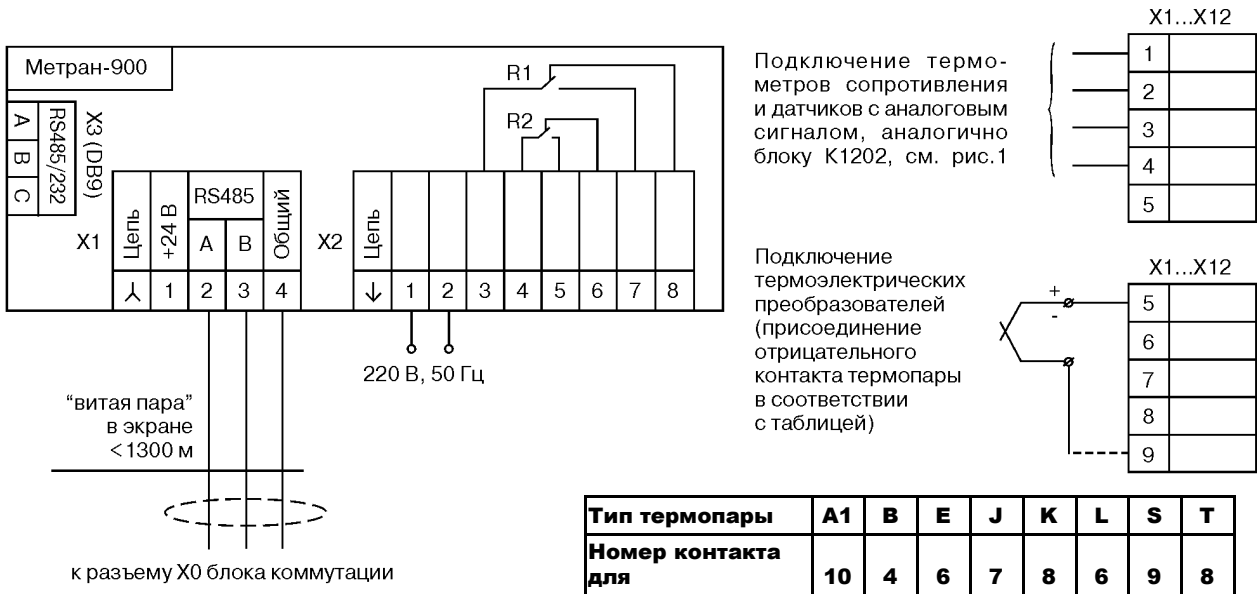 Метран-900
R1
R2
X3 (DB9)
RS485/232
A B C
X1
Цепь
+24 В
RS485
A B
Общий
1 2 3 4
X2
Цепь
1 2 3 4 5 6 7 8
220 В, 50 Гц
“витая пара”
в экране
<1300 м
к разъему X0 блока коммутации
Подключение термо-
метров сопротивления
и датчиков с аналоговым
сигналом, аналогично
блоку К1202, см. рис.1
X1...X12
1
2
3
4
5
Подключение
термоэлектрических
преобразователей
(присоединение
отрицательного
контакта термопары
в соответствии
с таблицей)
+
-
X1...X12
5
6
7
8
9
Тип термопары A1 B E J K L S T
Номер контакта
для 10 4 6 7 8 6 9 8